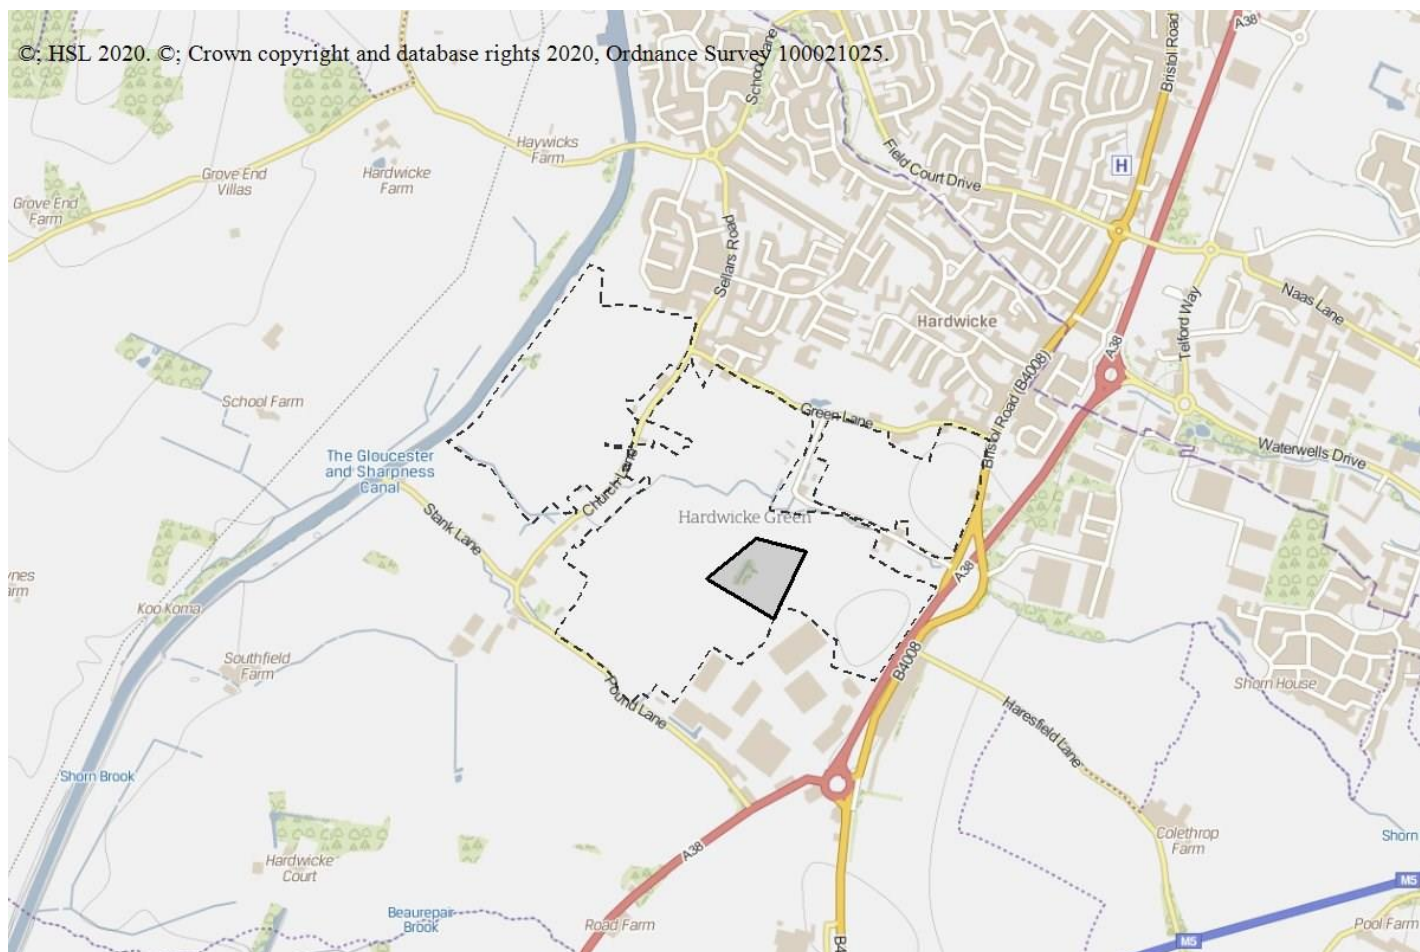 ©; HSL 2020. ©; Crown copyright and database rights 2020, Ordnance Survey 100021025.
A38
Bristol Road
School Lane
Haywicks
Farm
Field Court Drive
H
Grove End
Villas
Hardwicke
Farm
Grove End
Farm
Sellars Road
Naas Lane
Telford Way
Hardwicke
A38
Bristol Road (B4008)
School Farm
Green Lane
Waterwells Drive
The Gloucester
and Sharpness
Canal
Church Lane
Stank Lane
Hardwicke Green
A38
Koo Koma
Southfield
Farm
B4008
Shorn House
Pound Lane
Haresfield Lane
Shorn Brook
Colethrop
Farm
Shorn
Hardwicke
Court
A38
M5
Beaurepair
Brook
Road Farm
Pool Farm
M5